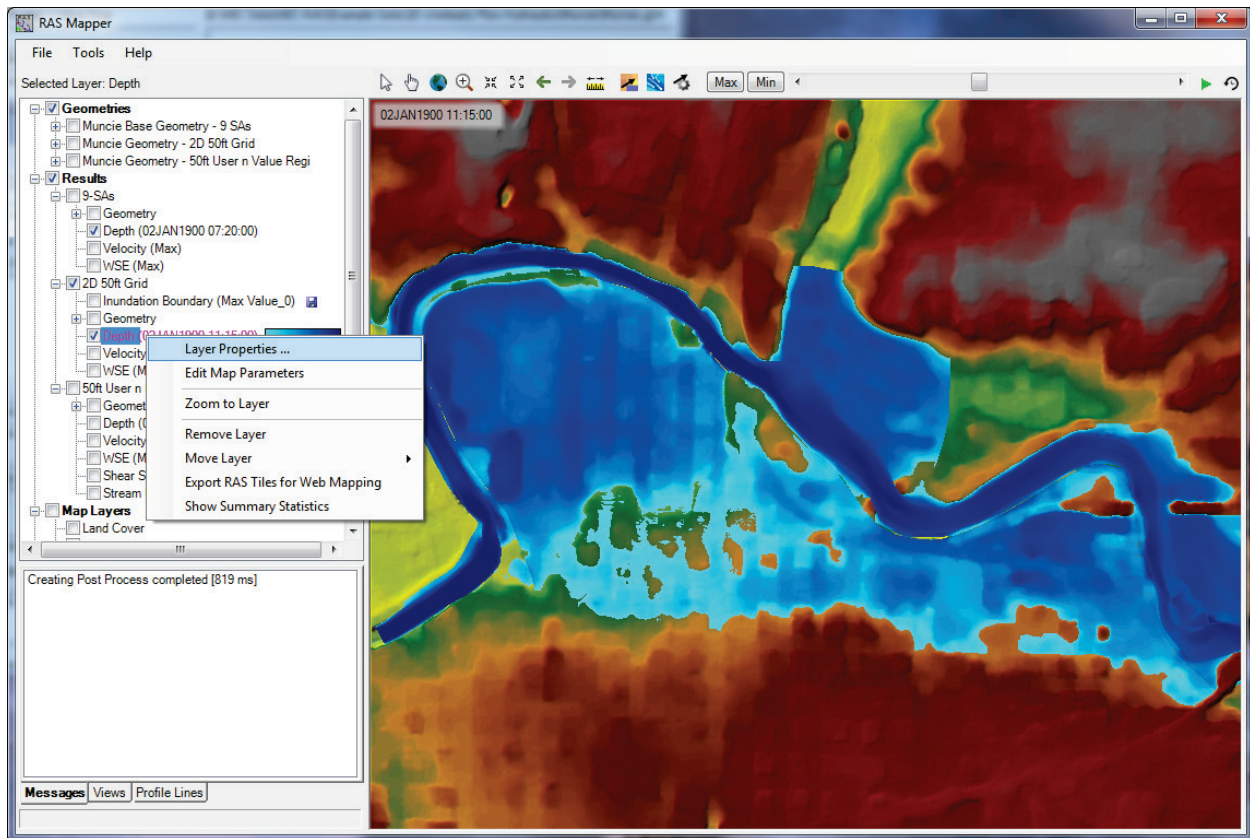 RAS Mapper
File Tools Help
Selected Layer: Depth
Max Min
02JAN1900 11:15:00
Geometries
Muncie Base Geometry - 9 SAs
Muncie Geometry - 2D 50ft Grid
Muncie Geometry - 50ft User n Value Regi
Results
9-SAs
Geometry
Depth (02JAN1900 07:20:00)
Velocity (Max)
WSE (Max)
2D 50ft Grid
Inundation Boundary (Max Value_0)
Geometry
Depth (02JAN1900 11:15:00)
Velocity
WSE (M
50ft User n
Geomet
Depth (
Velocity
WSE (M
Shear S
Stream
Map Layers
Land Cover
Layer Properties ...
Edit Map Parameters
Zoom to Layer
Remove Layer
Move Layer
Export RAS Tiles for Web Mapping
Show Summary Statistics
Creating Post Process completed [819 ms]
Messages Views Profile Lines